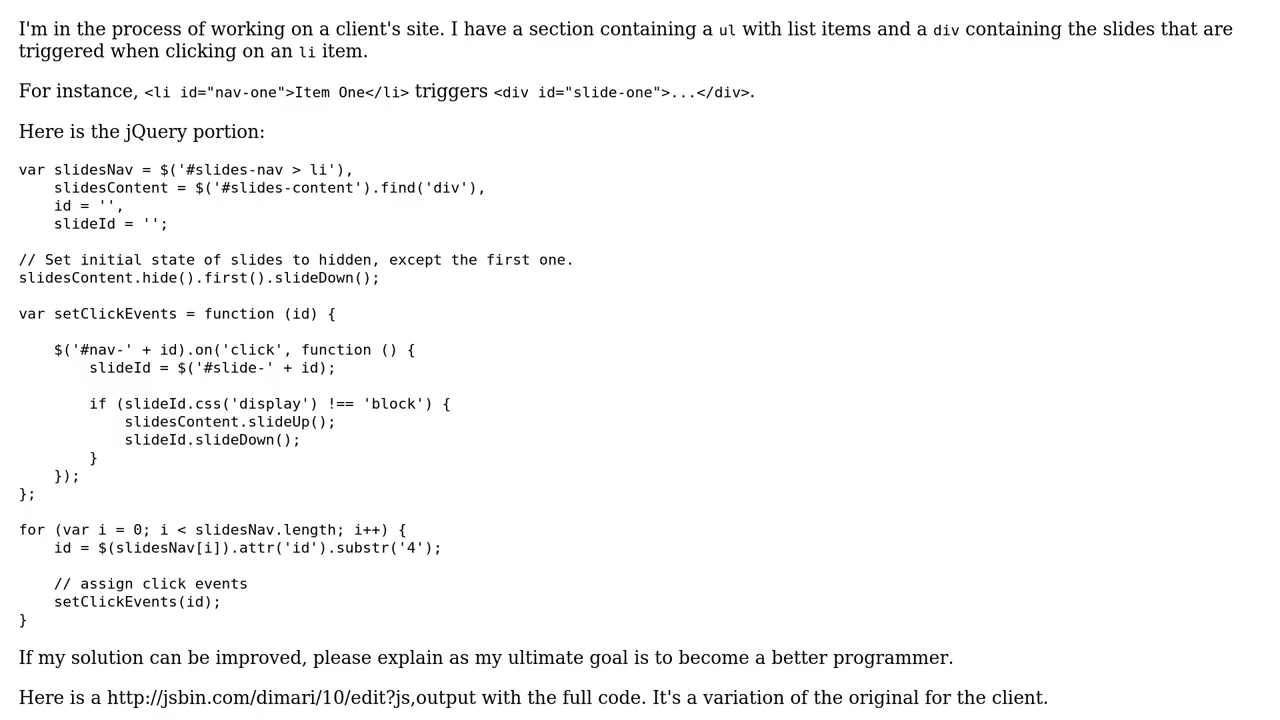 I'm in the process of working on a client's site. I have a section containing a ul with list items and a div containing the slides that are
triggered when clicking on an li item.
For instance, <li id="nav-one">Item One</li> triggers <div id="slide-one">...</div>.
Here is the jQuery portion:
var slidesNav = $('#slides-nav > li'),
    slidesContent = $('#slides-content').find('div'),
    id = '',
    slideId = '';
// Set initial state of slides to hidden, except the first one.
slidesContent.hide().first().slideDown();
var setClickEvents = function (id) {
    $('#nav-' + id).on('click', function () {
        slideId = $('#slide-' + id);
        if (slideId.css('display') !== 'block') {
            slidesContent.slideUp();
            slideId.slideDown();
        }
    });
};
for (var i = 0; i < slidesNav.length; i++) {
    id = $(slidesNav[i]).attr('id').substr('4');
    // assign click events
    setClickEvents(id);
}
If my solution can be improved, please explain as my ultimate goal is to become a better programmer.
Here is a http://jsbin.com/dimari/10/edit?js,output with the full code. It's a variation of the original for the client.